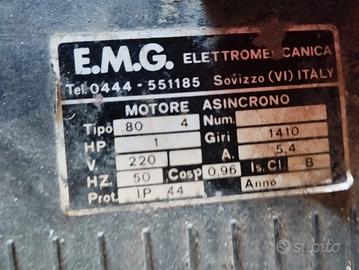 E.M.G. ELETTROMECCANICA
Tel. 0444 - 551185 Sovizzo (VI) ITALY
MOTORE ASINCRONO
Tipo 80 4 Num.
HP. 1 Giri 1410
V. 220 A. 5,4
HZ. 50 Cosφ 0,96 Is. Cl. B
Prot. IP 44 Anno
subito